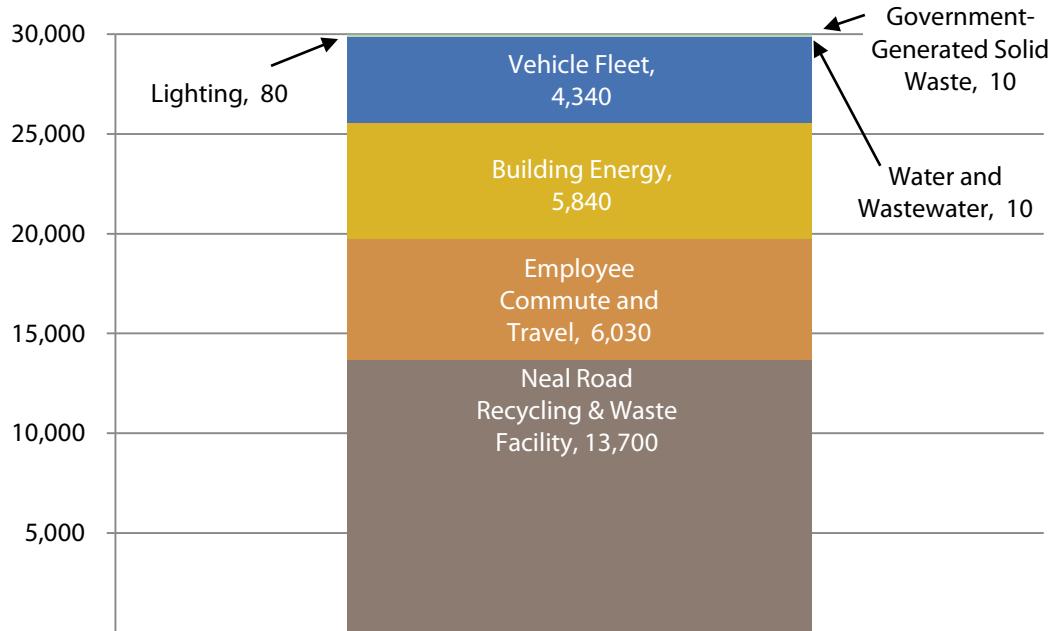 30,000
25,000
20,000
15,000
10,000
5,000
Lighting, 80
Vehicle Fleet,
4,340
Building Energy,
5,840
Employee
Commute and
Travel, 6,030
Neal Road
Recycling & Waste
Facility, 13,700
Government-
Generated Solid
Waste, 10
Water and
Wastewater, 10